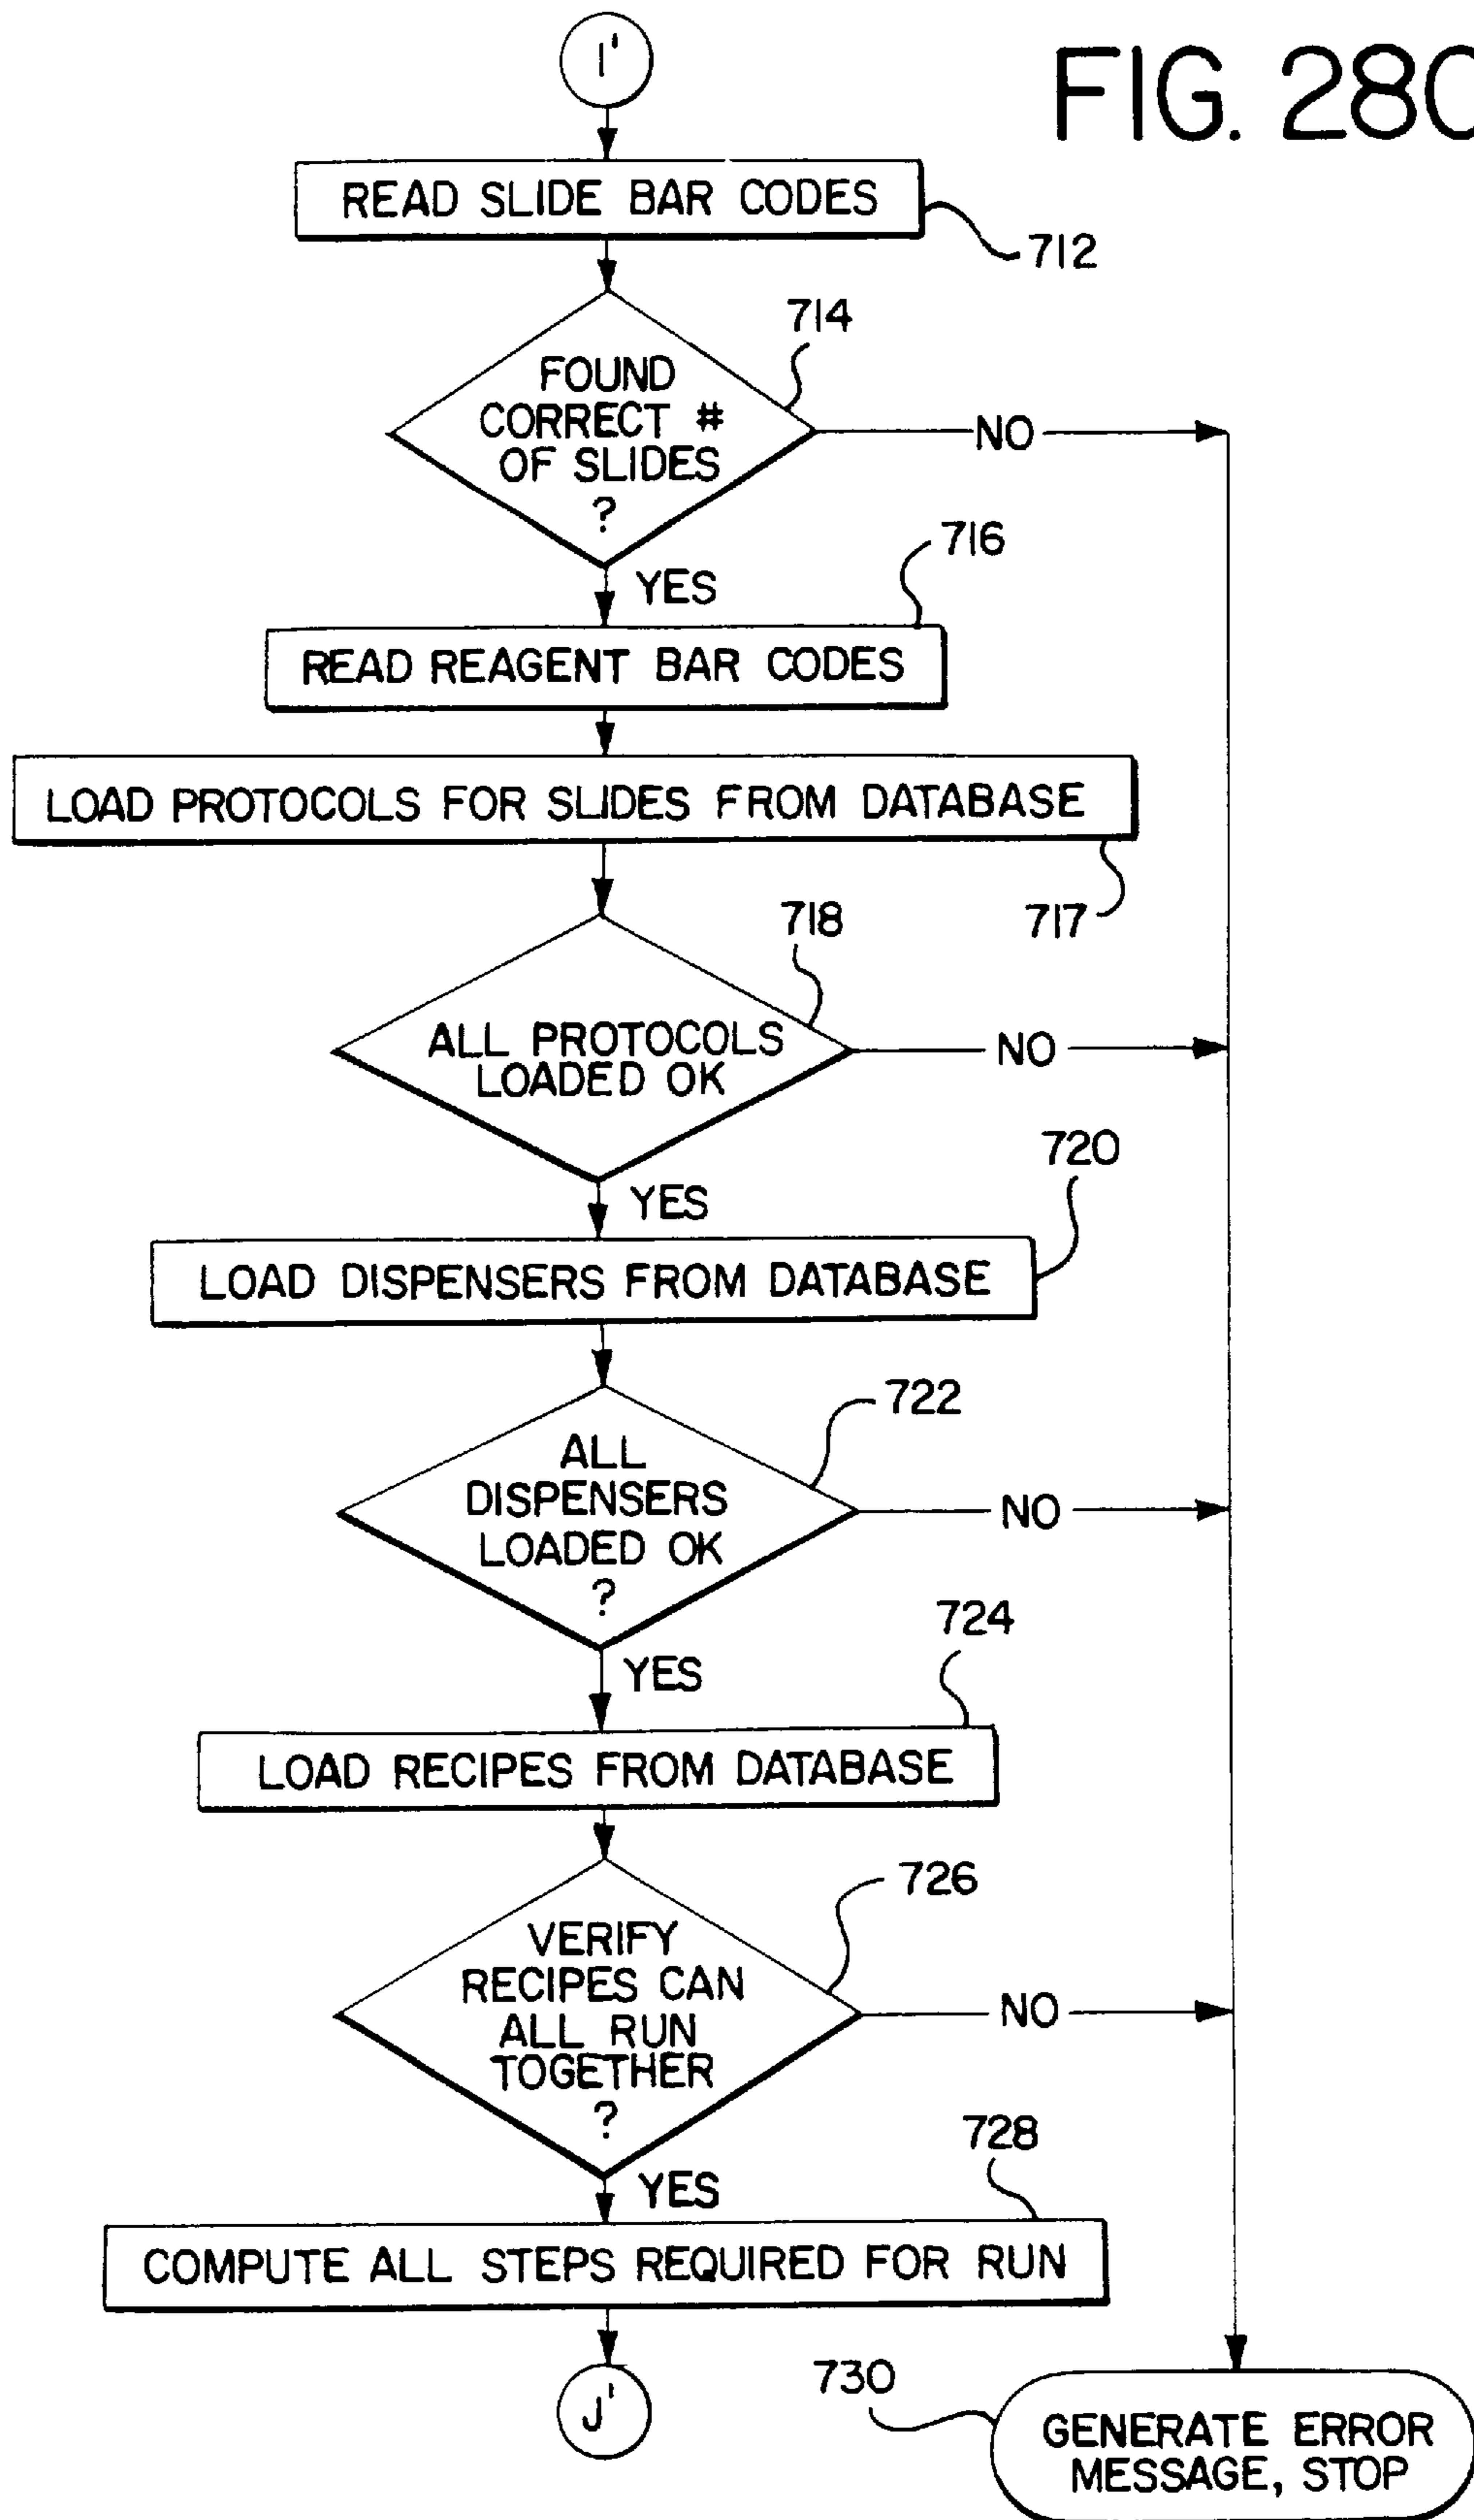 I'
FIG. 28C
READ SLIDE BAR CODES
712
714
FOUND
CORRECT #
OF SLIDES
?
NO
YES
716
READ REAGENT BAR CODES
LOAD PROTOCOLS FOR SLIDES FROM DATABASE
717
718
ALL PROTOCOLS
LOADED OK
NO
YES
720
LOAD DISPENSERS FROM DATABASE
722
ALL
DISPENSERS
LOADED OK
?
NO
YES
724
LOAD RECIPES FROM DATABASE
726
VERIFY
RECIPES CAN
ALL RUN
TOGETHER
?
NO
YES
728
COMPUTE ALL STEPS REQUIRED FOR RUN
J'
730
GENERATE ERROR
MESSAGE, STOP